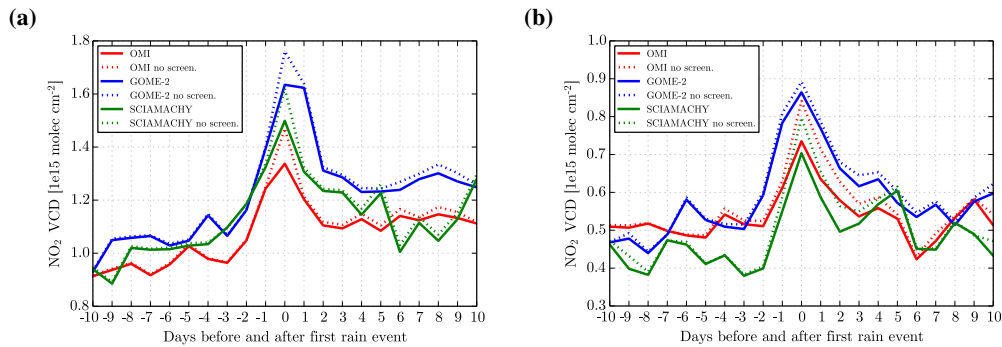 (a)
NO₂ VCD [1e15 molec cm⁻²]
1.8
1.6
1.4
1.2
1.0
0.8
OMI
OMI no screen.
GOME-2
GOME-2 no screen.
SCIAMACHY
SCIAMACHY no screen.
-10 -9 -8 -7 -6 -5 -4 -3 -2 -1 0 1 2 3 4 5 6 7 8 9 10
Days before and after first rain event
(b)
NO₂ VCD [1e15 molec cm⁻²]
1.0
0.9
0.8
0.7
0.6
0.5
0.4
0.3
OMI
OMI no screen.
GOME-2
GOME-2 no screen.
SCIAMACHY
SCIAMACHY no screen.
-10 -9 -8 -7 -6 -5 -4 -3 -2 -1 0 1 2 3 4 5 6 7 8 9 10
Days before and after first rain event